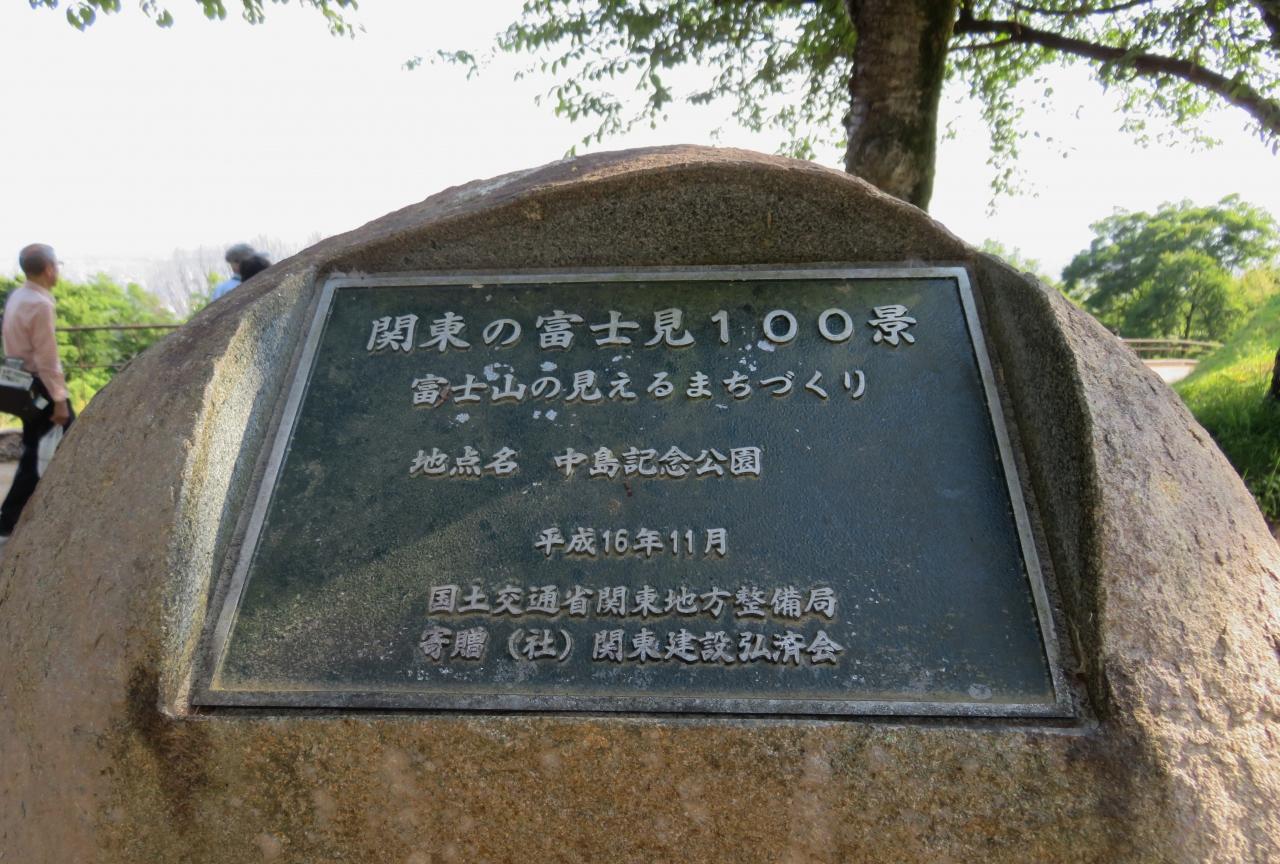 関東の富士見100景
富士山の見えるまちづくり
地点名 中島記念公園
平成16年11月
国土交通省関東地方整備局
寄贈（社）関東建設弘済会